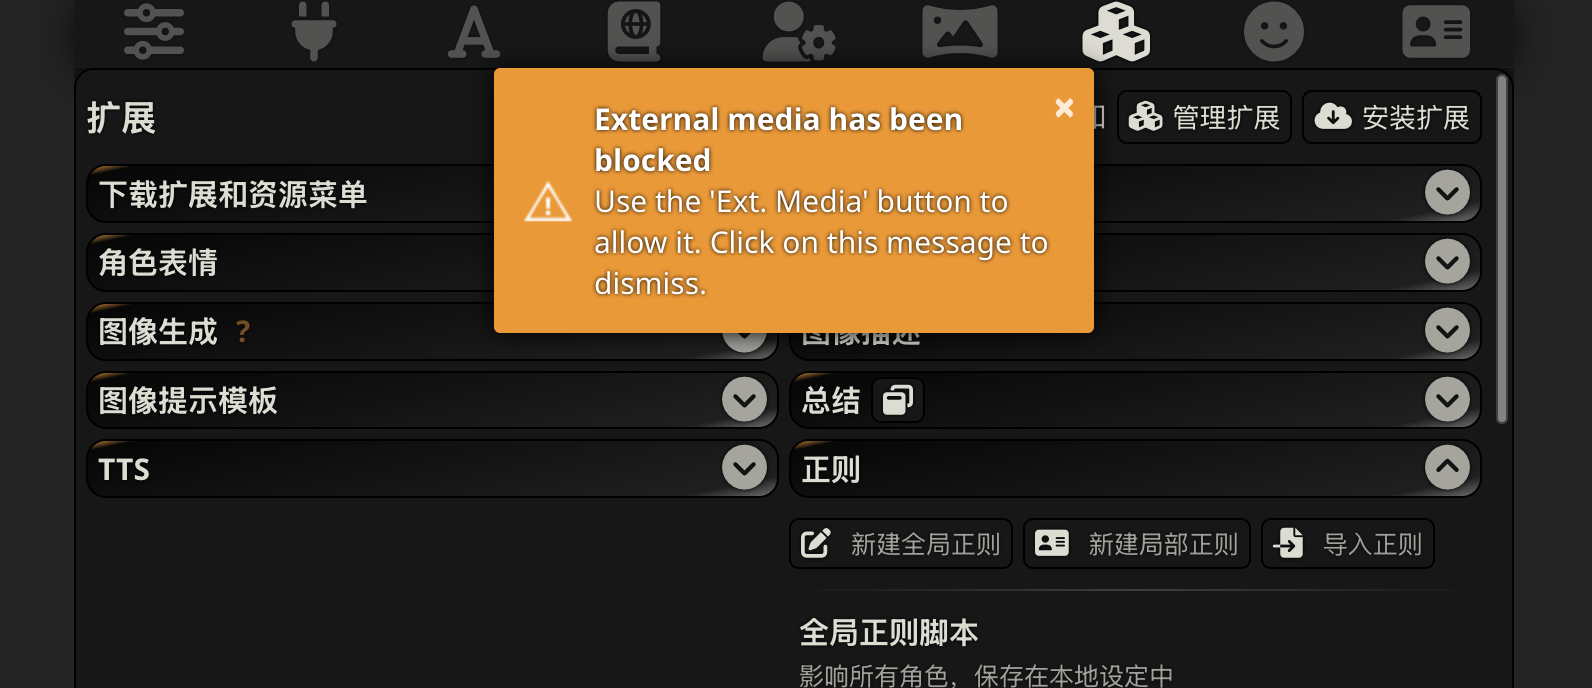 扩展
External media has been
blocked
Use the 'Ext. Media' button to
allow it. Click on this message to
dismiss.
管理扩展
安装扩展
下载扩展和资源菜单
角色表情
图像生成 ?
图像描述
图像提示模板
总结
TTS
正则
新建全局正则
新建局部正则
导入正则
全局正则脚本
影响所有角色，保存在本地设定中